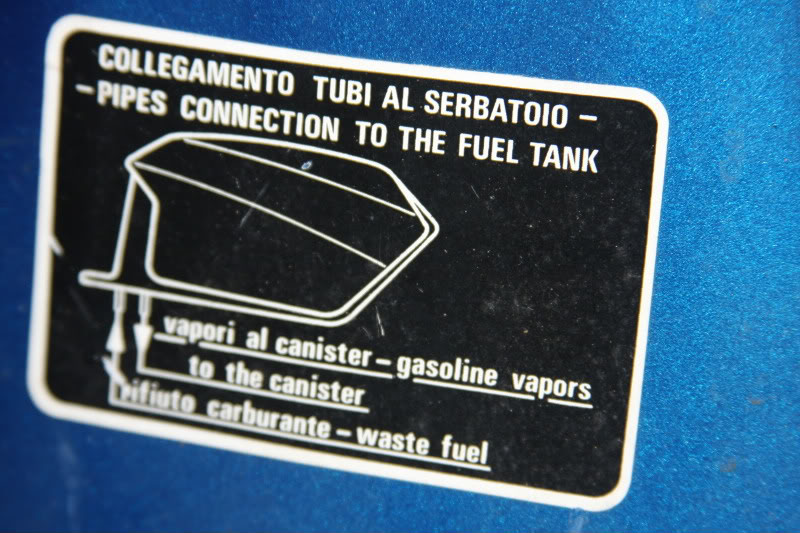 COLLEGAMENTO TUBI AL SERBATOIO -
- PIPES CONNECTION TO THE FUEL TANK
vapori al canister - gasoline vapors
to the canister
rifiuto carburante - waste fuel